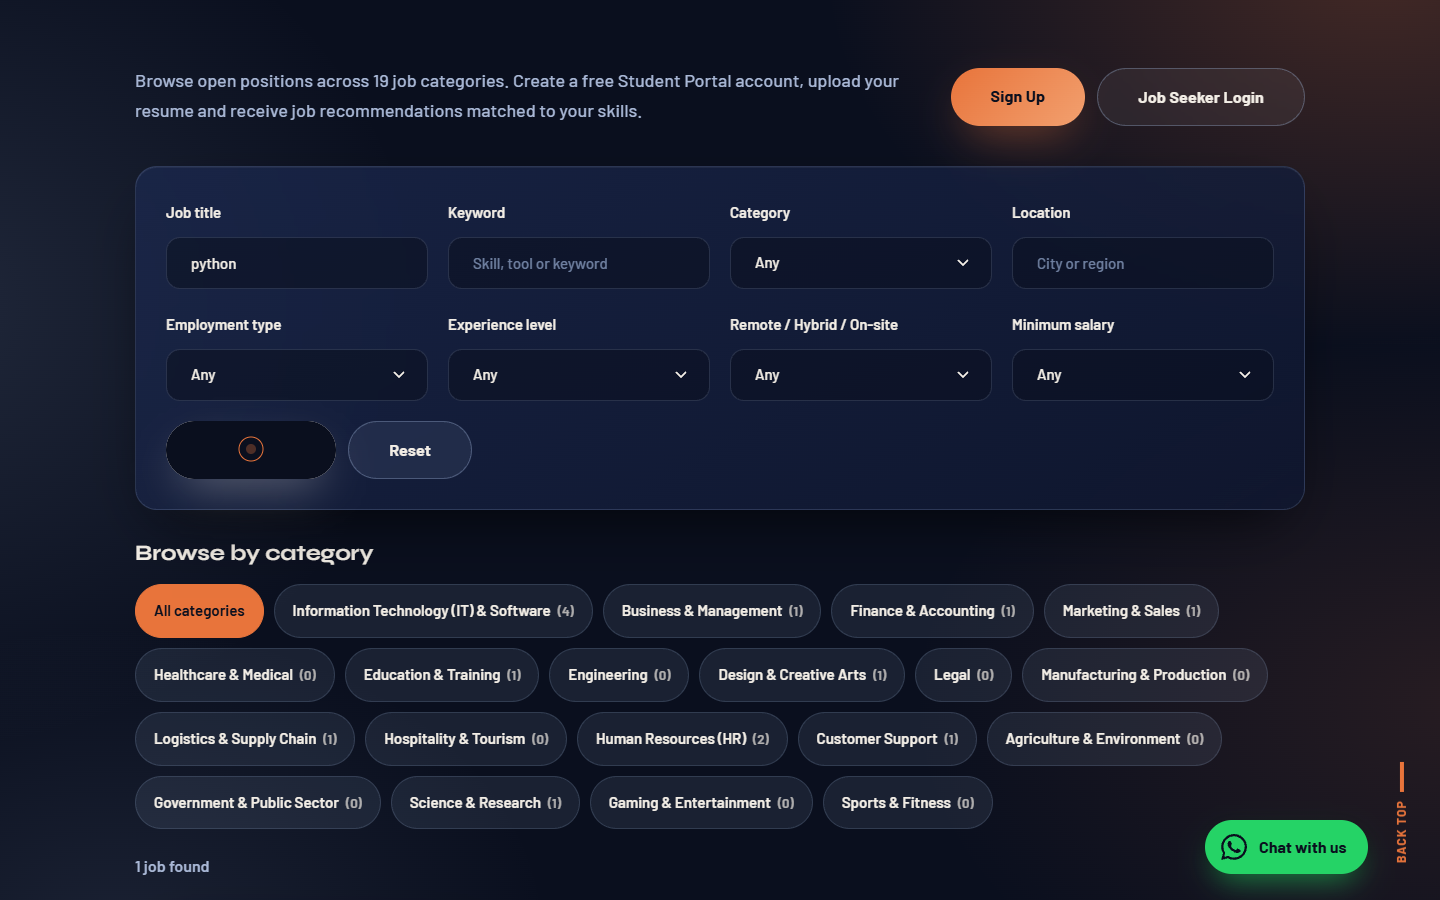 Browse open positions across 19 job categories. Create a free Student Portal account, upload your
resume and receive job recommendations matched to your skills.
Sign Up
Job Seeker Login
Job title
Keyword
Category
Location
python
Skill, tool or keyword
Any
City or region
Employment type
Experience level
Remote / Hybrid / On-site
Minimum salary
Any
Any
Any
Any
Reset
Browse by category
All categories
Information Technology (IT) & Software (4)
Business & Management (1)
Finance & Accounting (1)
Marketing & Sales (1)
Healthcare & Medical (0)
Education & Training (1)
Engineering (0)
Design & Creative Arts (1)
Legal (0)
Manufacturing & Production (0)
Logistics & Supply Chain (1)
Hospitality & Tourism (0)
Human Resources (HR) (2)
Customer Support (1)
Agriculture & Environment (0)
Government & Public Sector (0)
Science & Research (1)
Gaming & Entertainment (0)
Sports & Fitness (0)
1 job found
Chat with us
BACK TOP